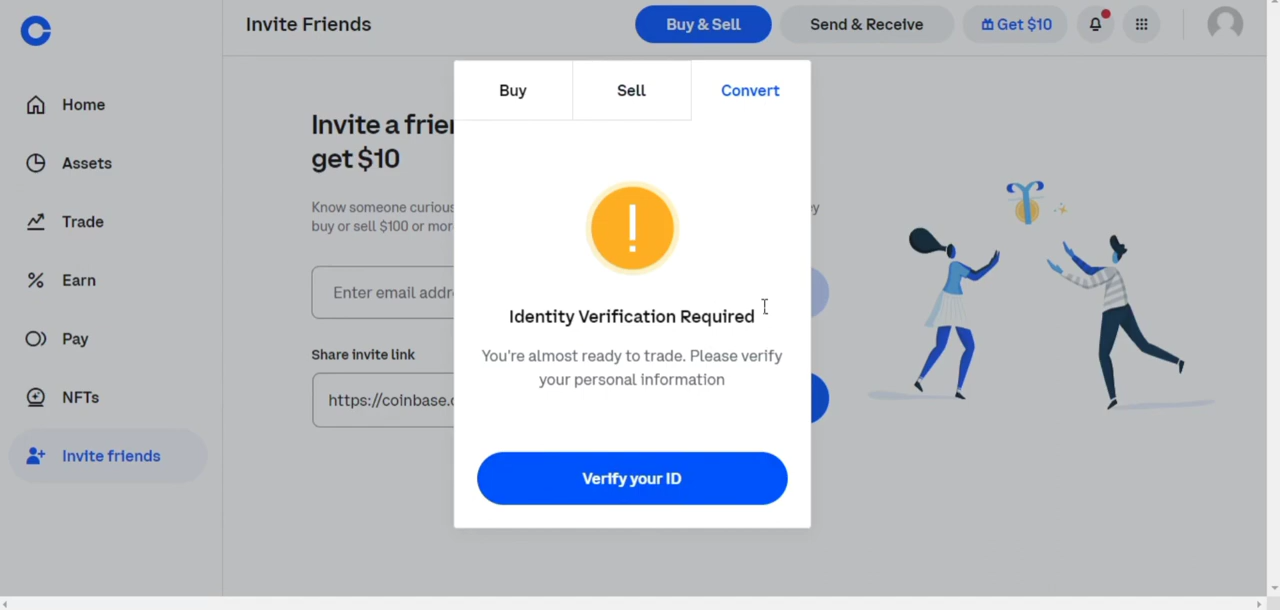 Invite Friends
Buy & Sell
Send & Receive
Get $10
Home
Assets
Trade
Earn
Pay
NFTs
Invite friends
Invite a frie
get $10
Know someone curious
buy or sell $100 or mor
Enter email addr
Share invite link
https://coinbase.c
Buy
Sell
Convert
!
Identity Verification Required
You're almost ready to trade. Please verify
your personal information
Verify your ID